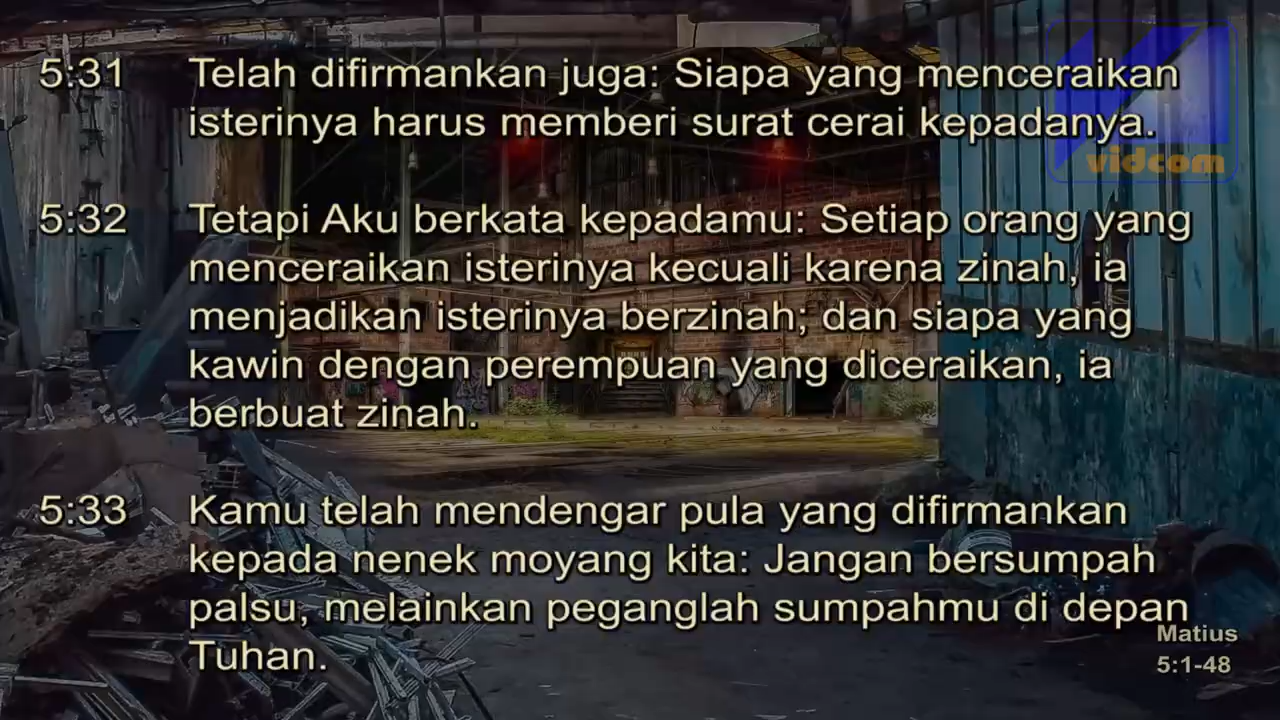 vidcom
5:31 Telah difirmankan juga: Siapa yang menceraikan
isterinya harus memberi surat cerai kepadanya.
5:32 Tetapi Aku berkata kepadamu: Setiap orang yang
menceraikan isterinya kecuali karena zinah, ia
menjadikan isterinya berzinah; dan siapa yang
kawin dengan perempuan yang diceraikan, ia
berbuat zinah.
5:33 Kamu telah mendengar pula yang difirmankan
kepada nenek moyang kita: Jangan bersumpah
palsu, melainkan peganglah sumpahmu di depan
Tuhan.
Matius
5:1-48